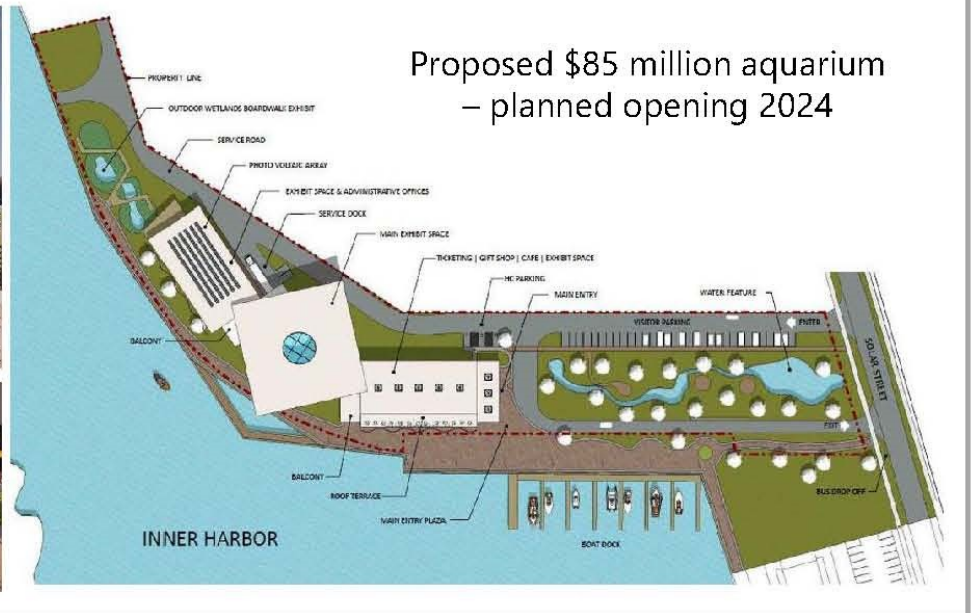 Proposed $85 million aquarium
– planned opening 2024
PROPERTY LINE
OUTDOOR WETLANDS BOARDWALK EXHIBIT
SERVICE ROAD
PHOTO VOLTAIC ARRAY
EXHIBIT SPACE & ADMINISTRATIVE OFFICES
SERVICE DOCK
MAIN EXHIBIT SPACE
TICKETING | GIFT SHOP | CAFE | EXHIBIT SPACE
HC PARKING
MAIN ENTRY
WATER FEATURE
VISITOR PARKING
ENTER
SOLAR STREET
BALCONY
EXIT
BALCONY
ROOF TERRACE
MAIN ENTRY PLAZA
BUS DROP OFF
INNER HARBOR
BOAT DOCK